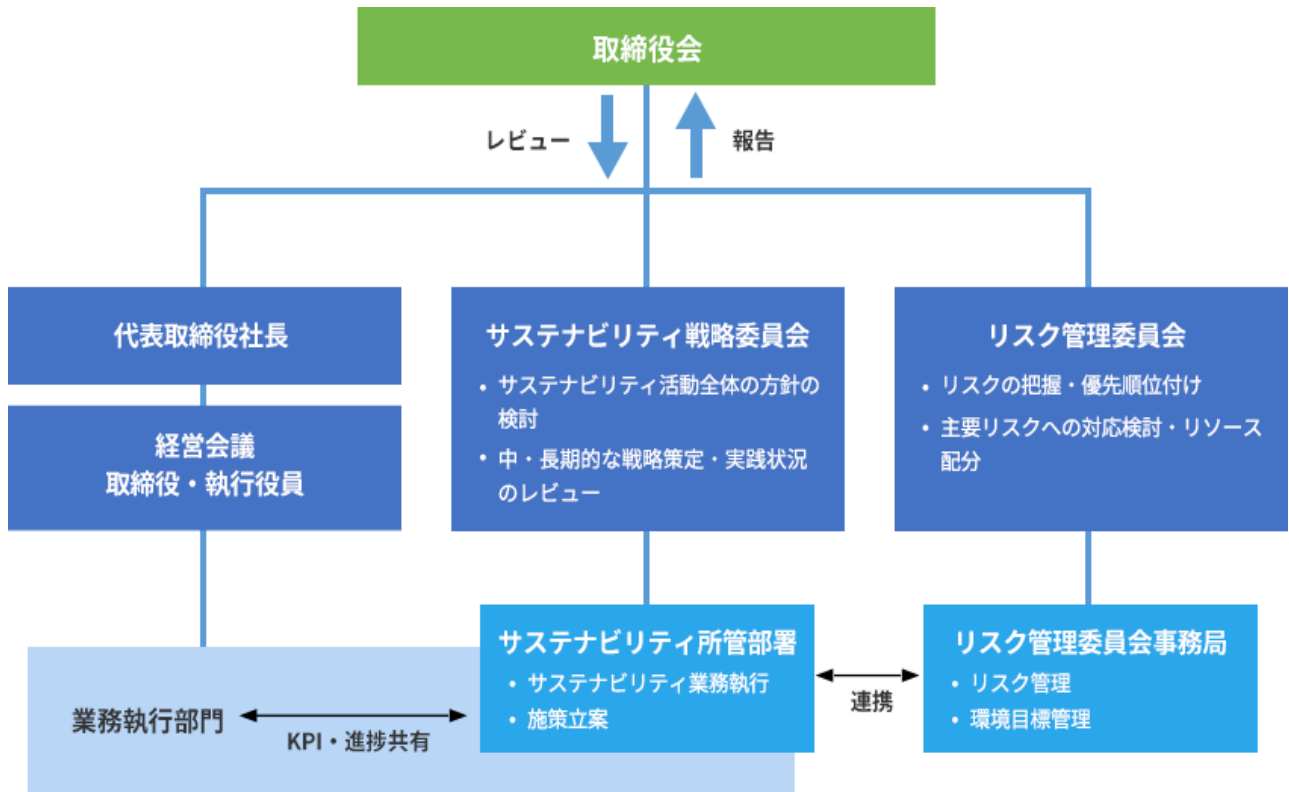 取締役会
レビュー
報告
代表取締役社長
経営会議
取締役・執行役員
サステナビリティ戦略委員会
• サステナビリティ活動全体の方針の
検討
• 中・長期的な戦略策定・実践状況
のレビュー
リスク管理委員会
• リスクの把握・優先順位付け
• 主要リスクへの対応検討・リソース
配分
業務執行部門
KPI・進捗共有
サステナビリティ所管部署
• サステナビリティ業務執行
• 施策立案
連携
リスク管理委員会事務局
• リスク管理
• 環境目標管理